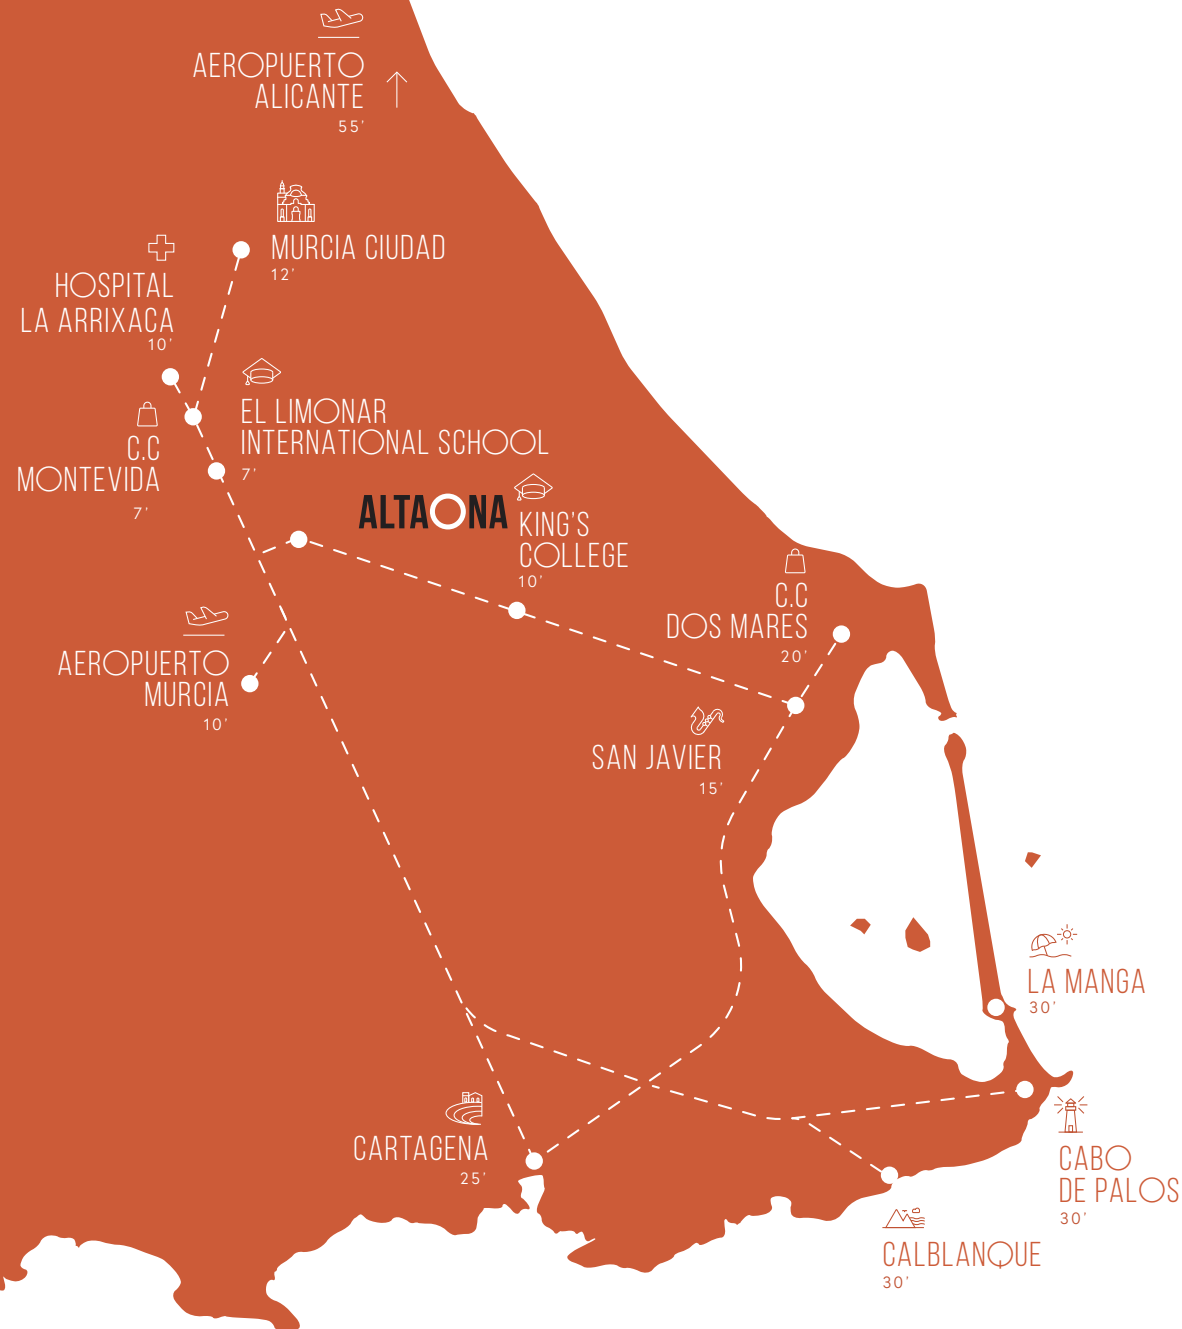 AEROPUERTO
ALICANTE
55'
MURCIA CIUDAD
12'
HOSPITAL
LA ARRIXACA
10'
EL LIMONAR
INTERNATIONAL SCHOOL
7'
C.C
MONTEVIDA
7'
ALTAONA
KING'S
COLLEGE
10'
C.C
DOS MARES
20'
AEROPUERTO
MURCIA
10'
SAN JAVIER
15'
LA MANGA
30'
CARTAGENA
25'
CABO
DE PALOS
30'
CALBLANQUE
30'